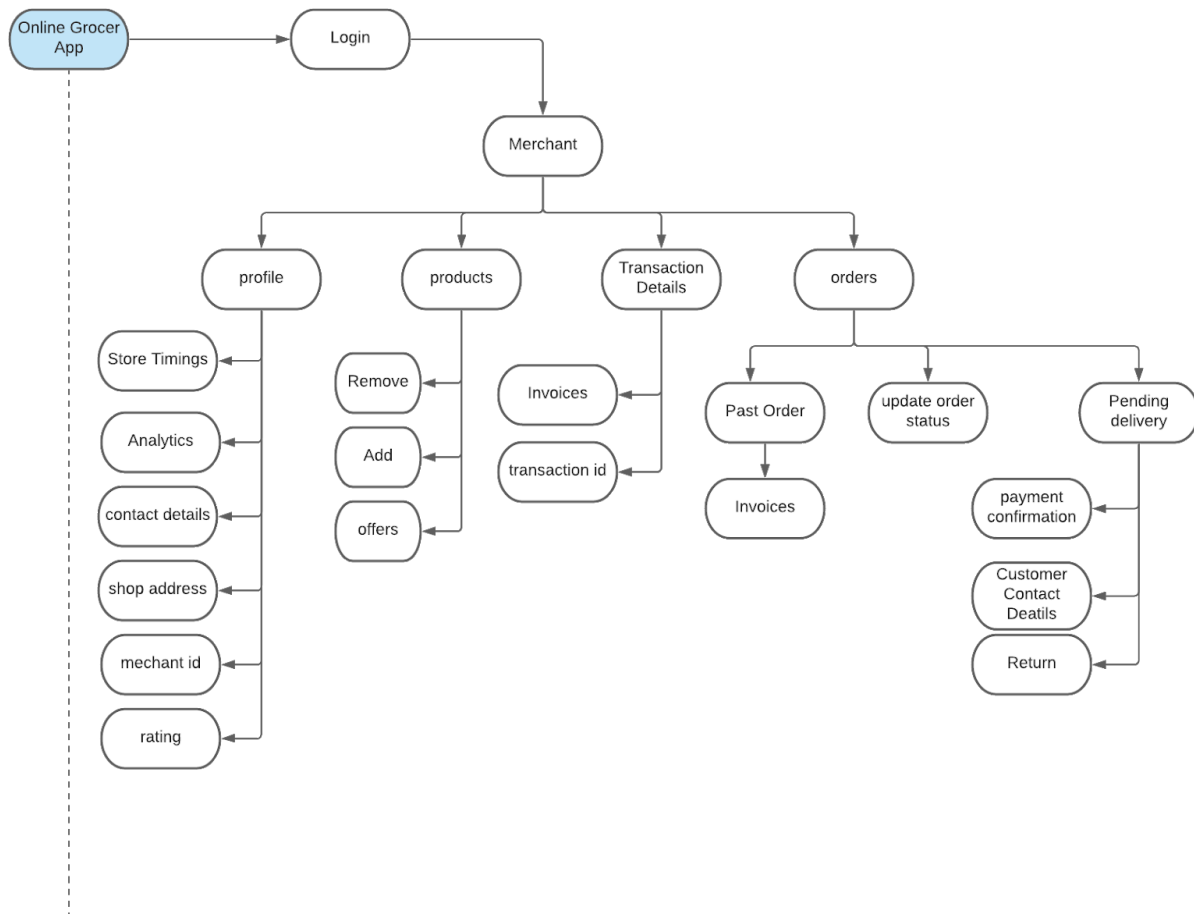 Online Grocer
App
Login
Merchant
profile
products
Transaction
Details
orders
Store Timings
Analytics
contact details
shop address
mechant id
rating
Remove
Add
offers
Invoices
transaction id
Past Order
Invoices
update order
status
Pending
delivery
payment
confirmation
Customer
Contact
Deatils
Return